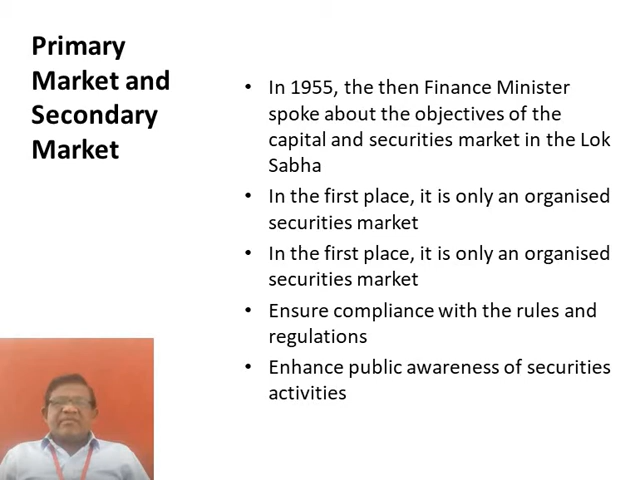 Primary
Market and
Secondary
Market
• In 1955, the then Finance Minister
spoke about the objectives of the
capital and securities market in the Lok
Sabha
• In the first place, it is only an organised
securities market
• In the first place, it is only an organised
securities market
• Ensure compliance with the rules and
regulations
• Enhance public awareness of securities
activities